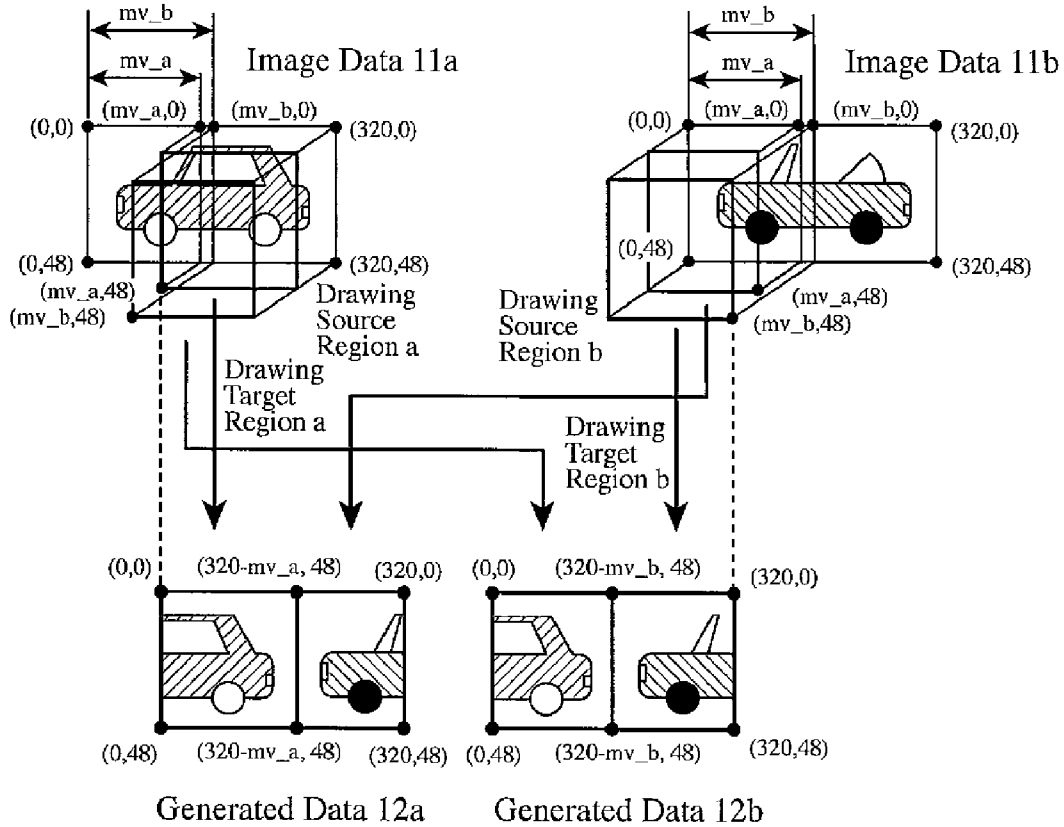 mv_b
mv_b
Image Data 11a
Image Data 11b
mv_a
mv_a
(mv_a,0)
(mv_b,0)
(mv_a,0)
(mv_b,0)
(0,0)
(320,0)
(0,0)
(320,0)
(0,48)
(320,48)
(0,48)
(320,48)
(mv_a,48)
(mv_b,48)
Drawing
Source
Region a
Drawing
Source
Region b
(mv_a,48)
(mv_b,48)
Drawing
Target
Region a
Drawing
Target
Region b
(0,0)
(320-mv_a, 48)
(320,0)
(0,0)
(320-mv_b, 48)
(320,0)
(0,48)
(320-mv_a, 48)
(320,48)
(0,48)
(320-mv_b, 48)
(320,48)
Generated Data 12a
Generated Data 12b